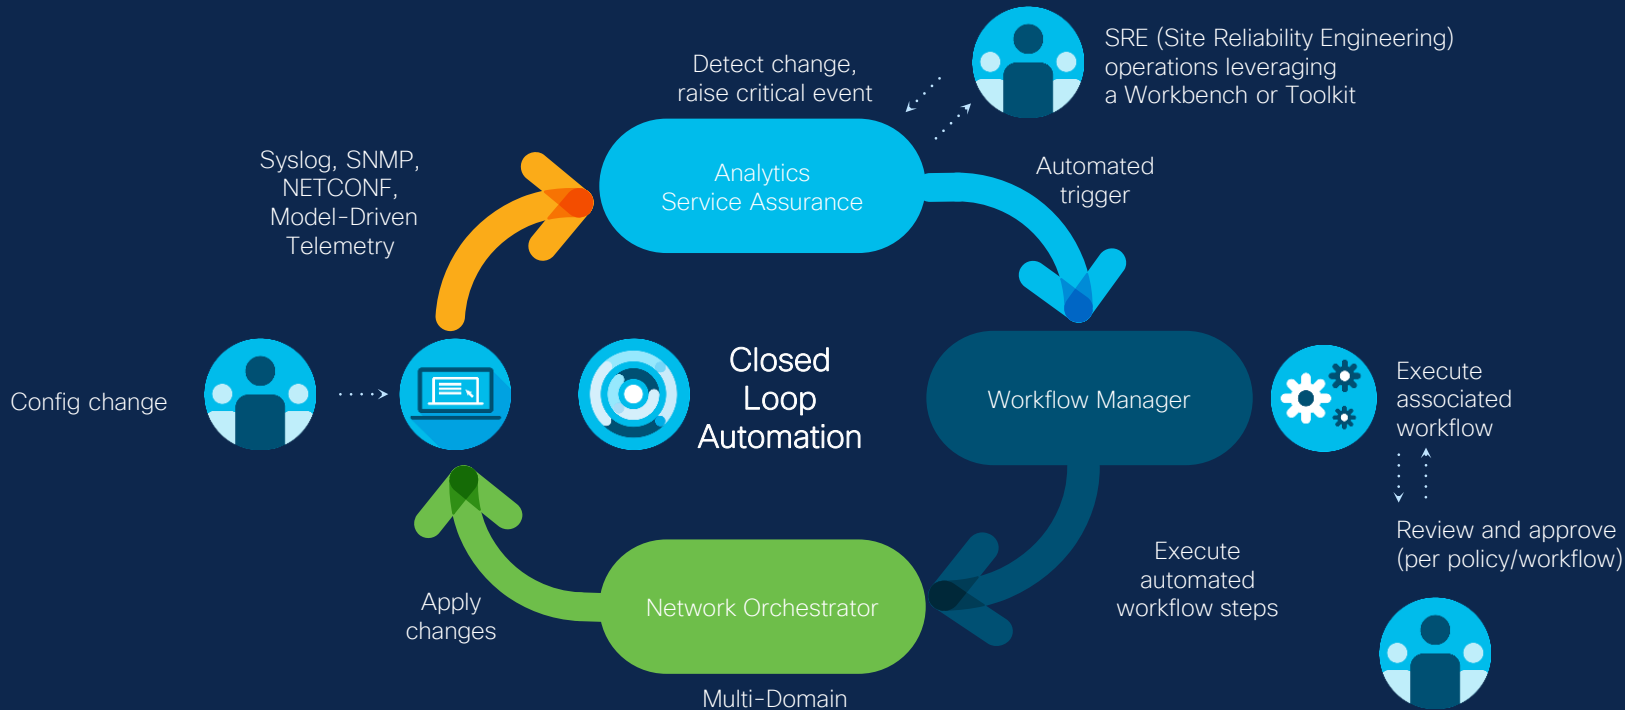 Detect change,
raise critical event
SRE (Site Reliability Engineering)
operations leveraging
a Workbench or Toolkit
Syslog, SNMP,
NETCONF,
Model-Driven
Telemetry
Analytics
Service Assurance
Automated
trigger
Config change
Closed
Loop
Automation
Workflow Manager
Execute
associated
workflow
Review and approve
(per policy/workflow)
Execute
automated
workflow steps
Network Orchestrator
Apply
changes
Multi-Domain